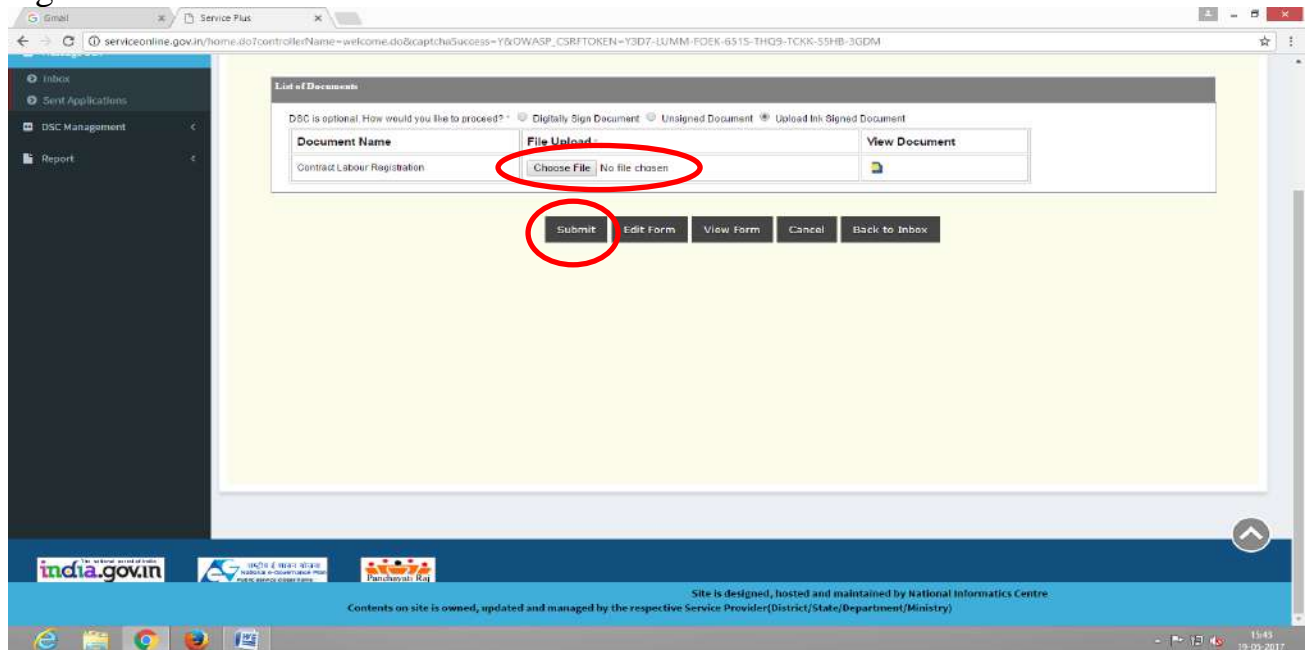 Gmail
Service Plus
serviceonline.gov.in/home.do?controllerName=welcome.do&captchaSuccess=Y&OWASP_CSRFTOKEN=Y3D7-LUMM-FOEK-6515-THQ9-TCKK-S5HB-3GDM
Inbox
Sent Applications
DSC Management
Report
List of Documents
DSC is optional. How would you like to proceed? * Digitally Sign Document Unsigned Document Upload Ink Signed Document
Document Name File Upload * View Document
Contract Labour Registration Choose File No file chosen
Submit Edit Form View Form Cancel Back to Inbox
india.gov.in
Panchayati Raj
Site is designed, hosted and maintained by National Informatics Centre
Contents on site is owned, updated and managed by the respective Service Provider(District/State/Department/Ministry)
15:43
19-05-2017